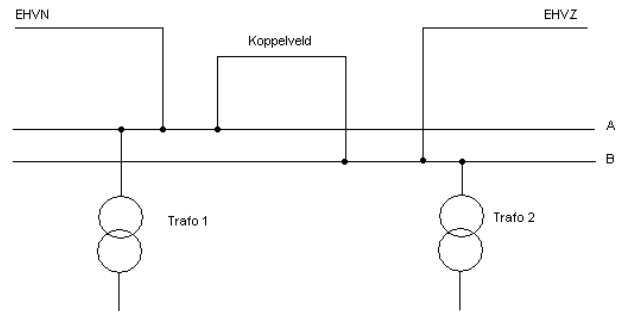 EHVN
EHVZ
Koppelveld
A
B
Trafo 1
Trafo 2